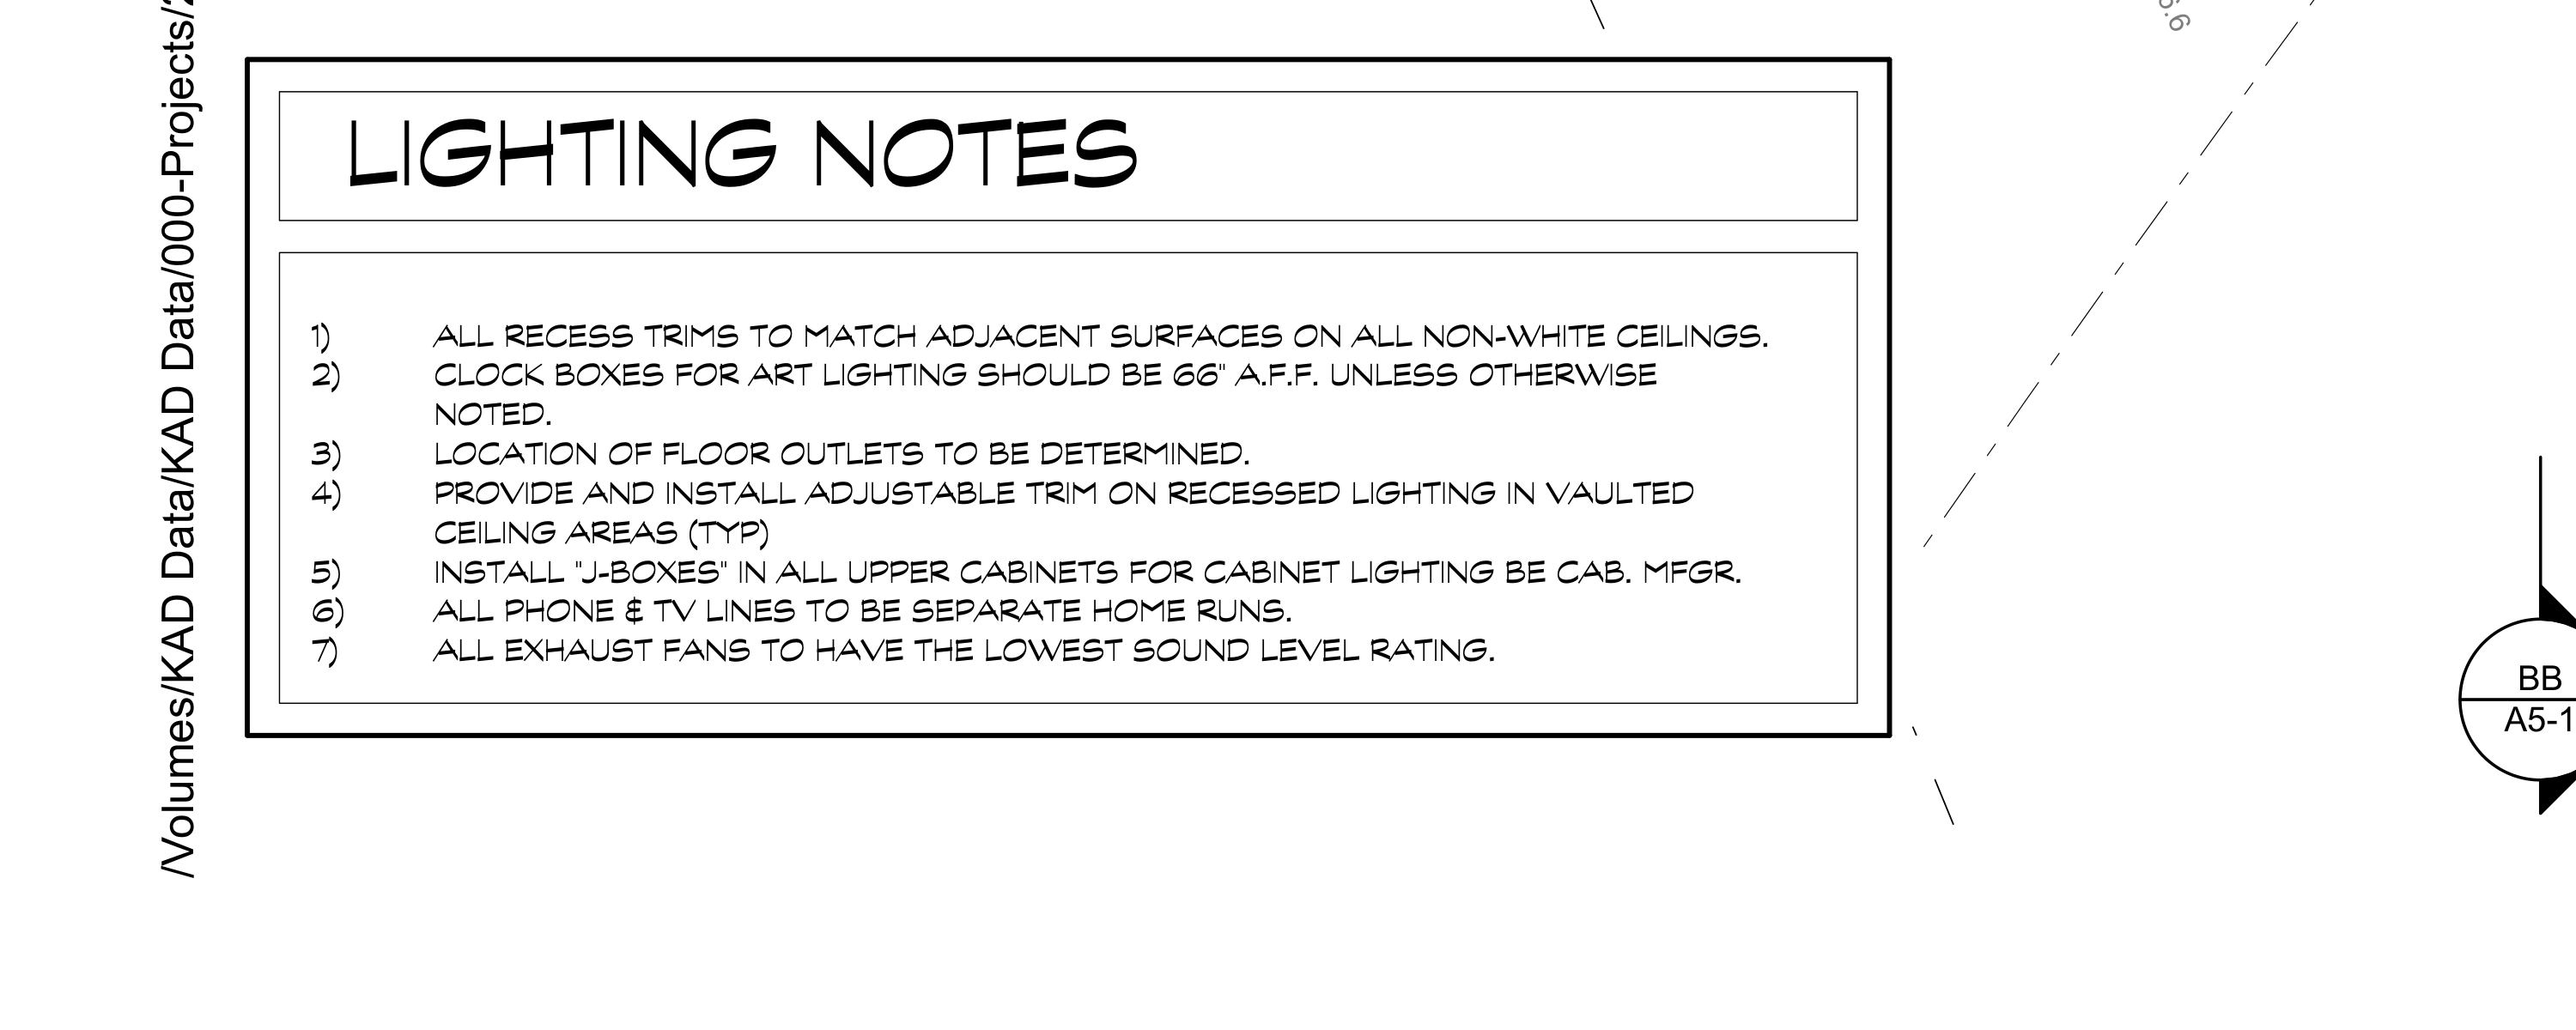 /Volumes/KAD Data/KAD Data/000-Projects/
LIGHTING NOTES
1) ALL RECESS TRIMS TO MATCH ADJACENT SURFACES ON ALL NON-WHITE CEILINGS.
2) CLOCK BOXES FOR ART LIGHTING SHOULD BE 66" A.F.F. UNLESS OTHERWISE
NOTED.
3) LOCATION OF FLOOR OUTLETS TO BE DETERMINED.
4) PROVIDE AND INSTALL ADJUSTABLE TRIM ON RECESSED LIGHTING IN VAULTED
CEILING AREAS (TYP)
5) INSTALL "J-BOXES" IN ALL UPPER CABINETS FOR CABINET LIGHTING BE CAB. MFGR.
6) ALL PHONE & TV LINES TO BE SEPARATE HOME RUNS.
7) ALL EXHAUST FANS TO HAVE THE LOWEST SOUND LEVEL RATING.
BB
A5-1